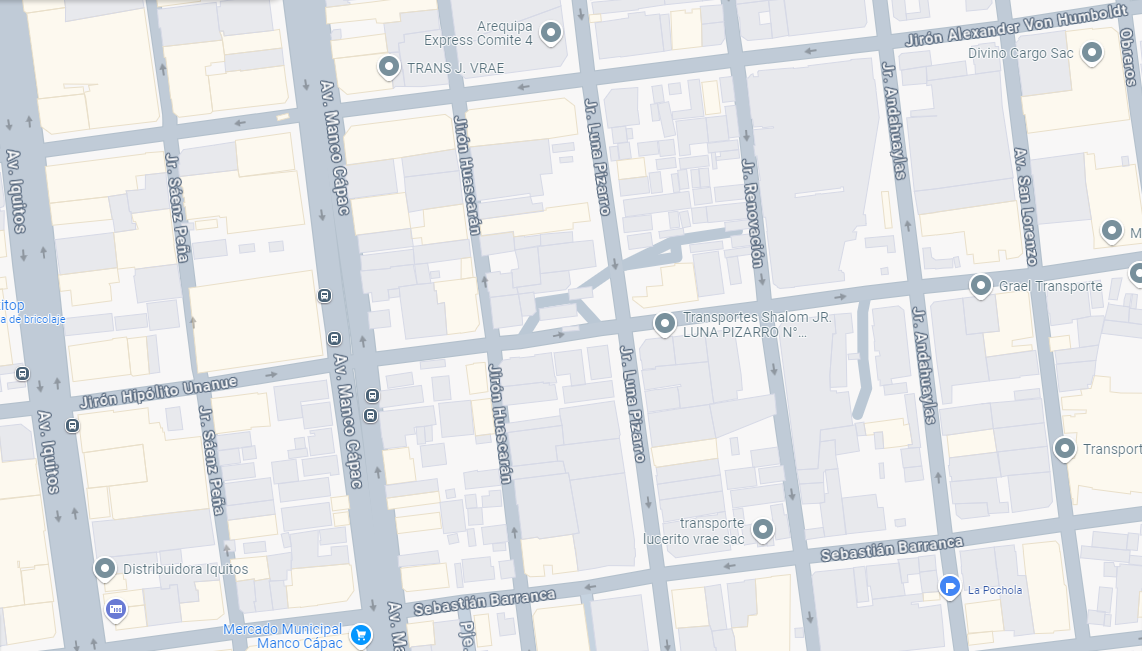 Jirón Alexander Von Humboldt
Arequipa
Express Comite 4
TRANS J. VRAE
Divino Cargo Sac
Obreros
Av. Iquitos
Jr. Sáenz Peña
Av. Manco Cápac
Jirón Huascarán
Jr. Luna Pizarro
Jr. Renovación
Jr. Andahuaylas
Av. San Lorenzo
M
Grael Transporte
itop
a de bricolaje
Transportes Shalom JR.
LUNA PIZARRO N°...
Jirón Hipólito Unanue
Av. Iquitos
Jr. Sáenz Peña
Av. Manco Cápac
Jirón Huascarán
Jr. Luna Pizarro
Jr. Andahuaylas
Transport
transporte
lucerito vrae sac
Sebastián Barranca
Distribuidora Iquitos
La Pochola
Sebastián Barranca
Mercado Municipal
Manco Cápac
Av. Ma
Pje.